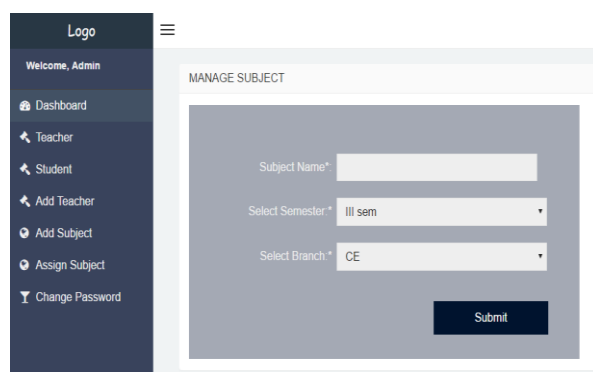 Logo
Welcome, Admin
Dashboard
Teacher
Student
Add Teacher
Add Subject
Assign Subject
Change Password
MANAGE SUBJECT
Subject Name*:
Select Semester:* III sem
Select Branch:* CE
Submit